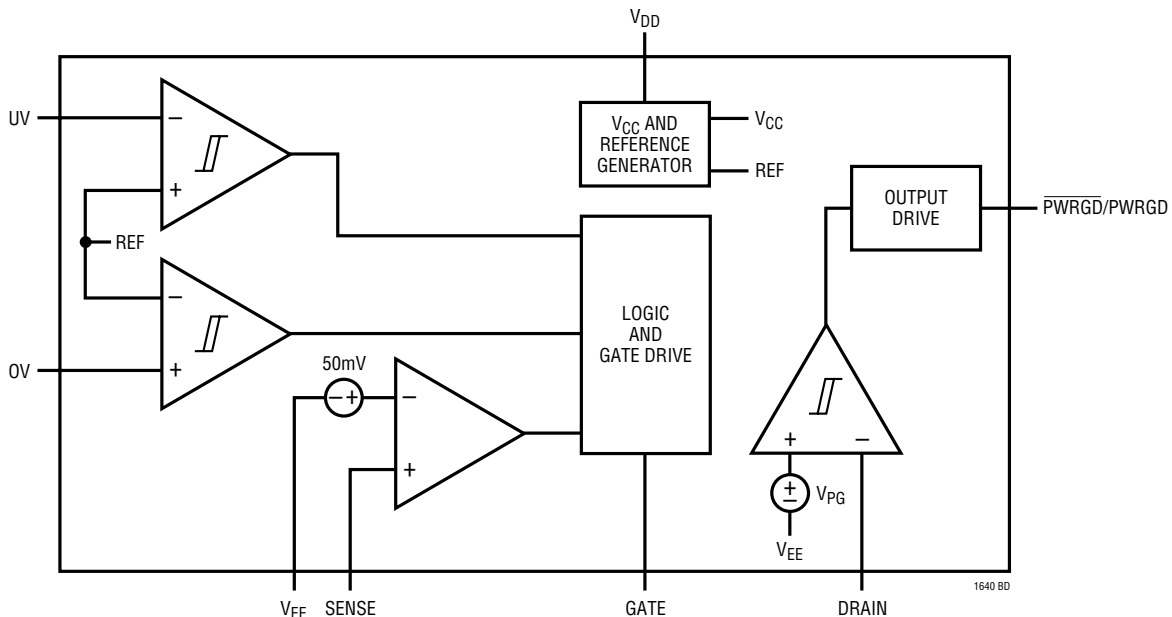 VDD
UV
−
+
REF
−
+
OV
VCC AND
REFERENCE
GENERATOR
VCC
REF
OUTPUT
DRIVE
PWRGD/PWRGD
LOGIC
AND
GATE DRIVE
50mV
− +
−
+
+ −
+
−
VPG
VEE
1640 BD
VEE SENSE GATE DRAIN